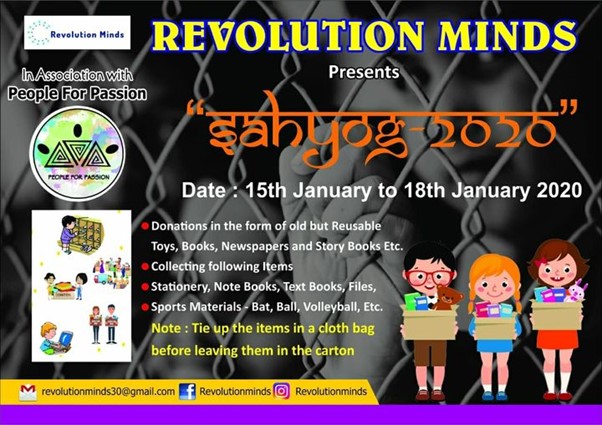 Revolution Minds
REVOLUTION MINDS
In Association with
People For Passion
Presents
PEOPLE FOR PASSION
"SAHYOG-2020"
Date : 15th January to 18th January 2020
Donations in the form of old but Reusable
Toys, Books, Newspapers and Story Books Etc.
Collecting following Items
Stationery, Note Books, Text Books, Files,
Sports Materials - Bat, Ball, Volleyball, Etc.
Note : Tie up the items in a cloth bag
before leaving them in the carton
revolutionminds30@gmail.com Revolutionminds Revolutionminds